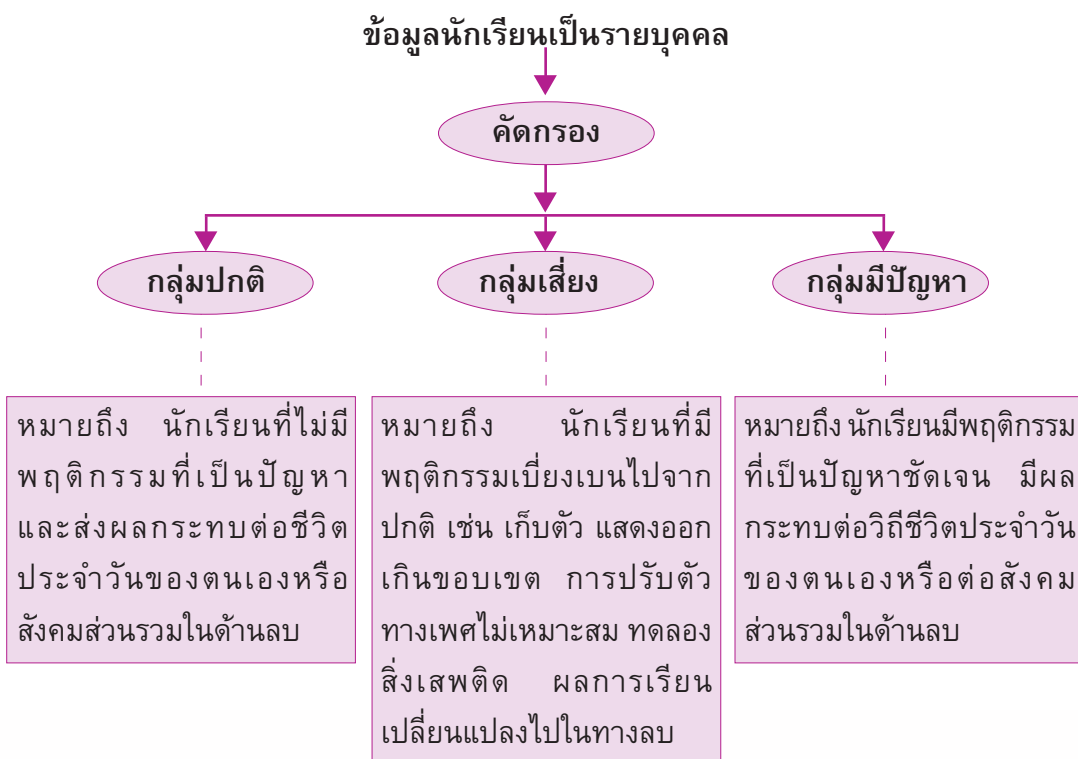 ข้อมูลนักเรียนเป็นรายบุคคล
คัดกรอง
กลุ่มปกติ
กลุ่มเสี่ยง
กลุ่มมีปัญหา
หมายถึง นักเรียนที่ไม่มี
พฤติกรรมที่เป็นปัญหา
และส่งผลกระทบต่อชีวิต
ประจำวันของตนเองหรือ
สังคมส่วนรวมในด้านลบ
หมายถึง นักเรียนที่มี
พฤติกรรมเบี่ยงเบนไปจาก
ปกติ เช่น เก็บตัว แสดงออก
เกินขอบเขต การปรับตัว
ทางเพศไม่เหมาะสม ทดลอง
สิ่งเสพติด ผลการเรียน
เปลี่ยนแปลงไปในทางลบ
หมายถึง นักเรียนมีพฤติกรรม
ที่เป็นปัญหาชัดเจน มีผล
กระทบต่อวิถีชีวิตประจำวัน
ของตนเองหรือต่อสังคม
ส่วนรวมในด้านลบ